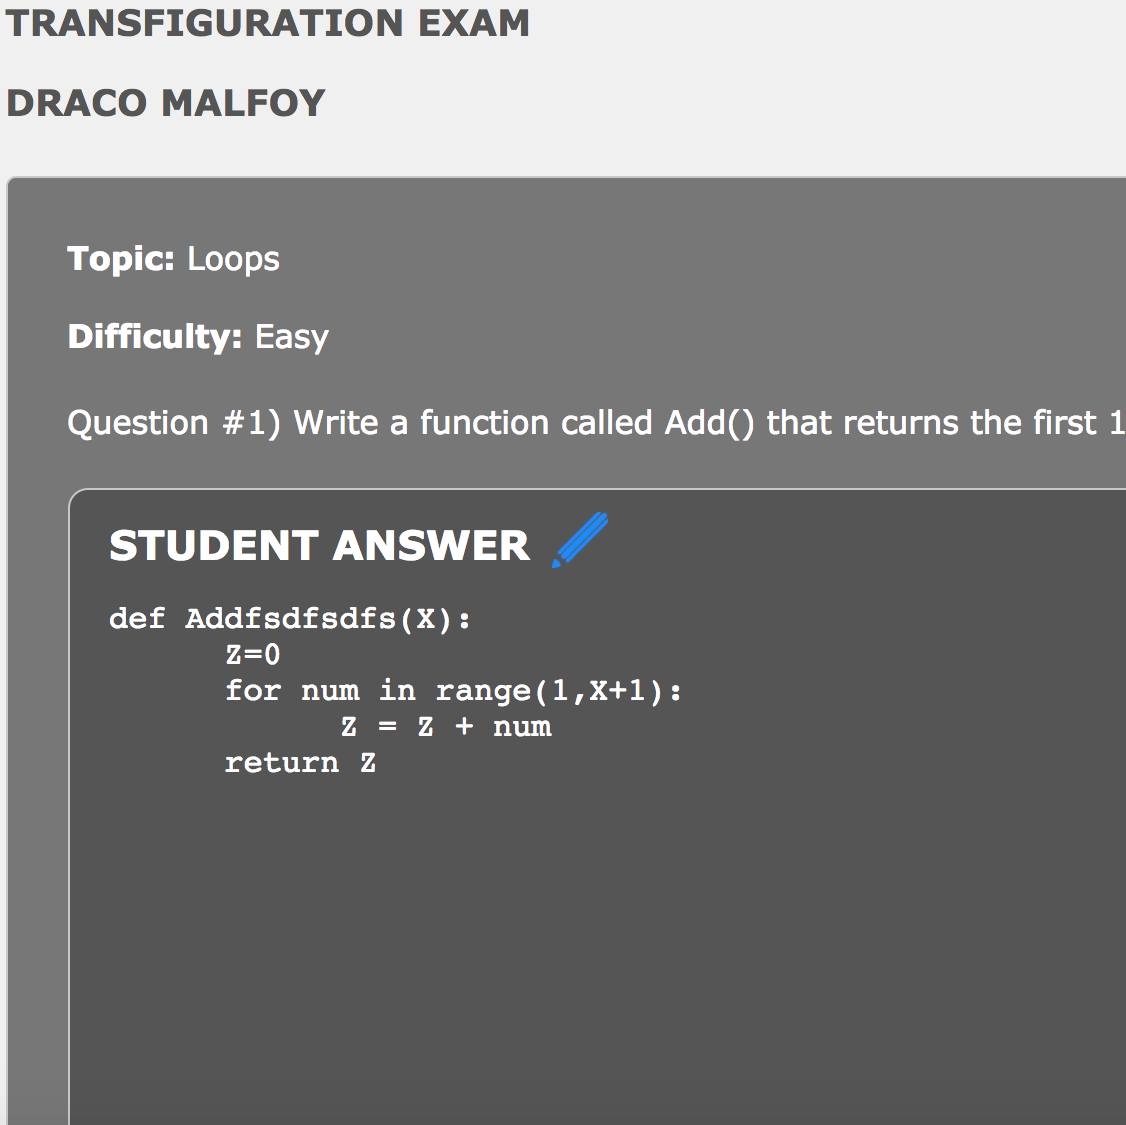 TRANSFIGURATION EXAM
DRACO MALFOY
Topic: Loops
Difficulty: Easy
Question #1) Write a function called Add() that returns the first 1
STUDENT ANSWER
def Addfsdfsdfs(X):
Z=0
for num in range(1,X+1):
Z = Z + num
return Z